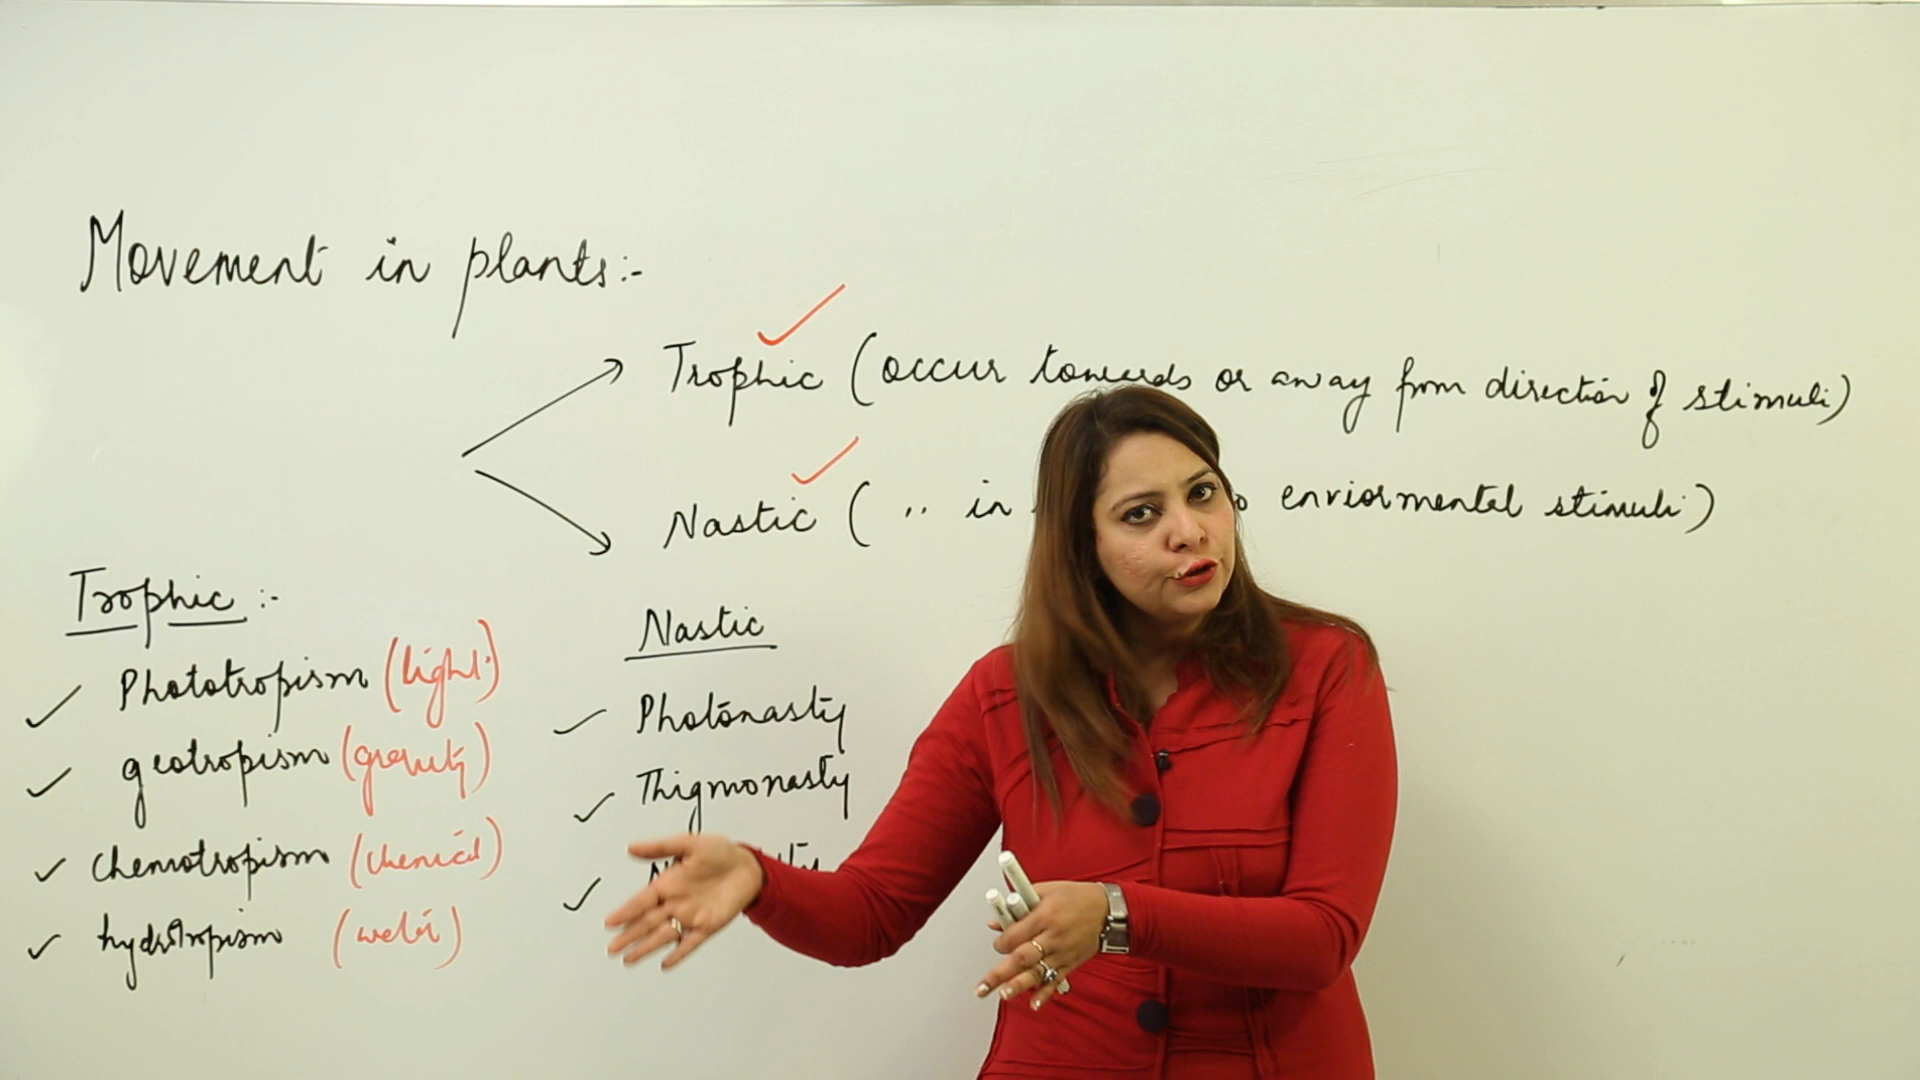 Movement in plants:-
Trophic (occur towards or away from direction of stimuli)
Nastic ( ,, in enviormental stimuli)
Trophic :-
Phototropism (light)
geotropism (gravity)
chemotropism (chemical)
hydrotropism (water)
Nastic
Photonasty
Thigmonasty